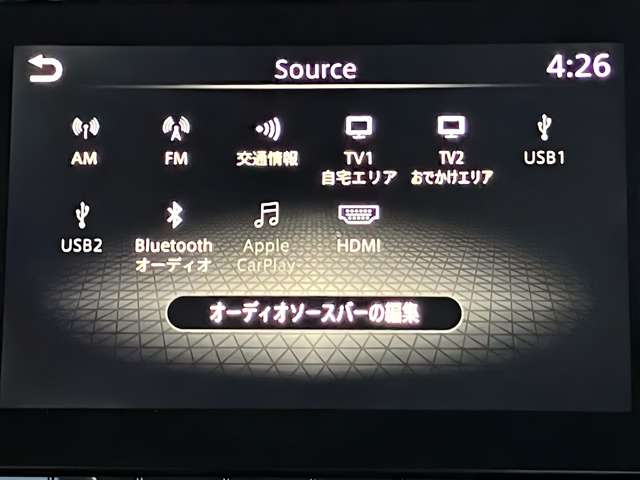 Source
4:26
AM
FM
交通情報
TV1
自宅エリア
TV2
おでかけエリア
USB1
USB2
Bluetooth
オーディオ
Apple
CarPlay
HDMI
オーディオソースバーの編集